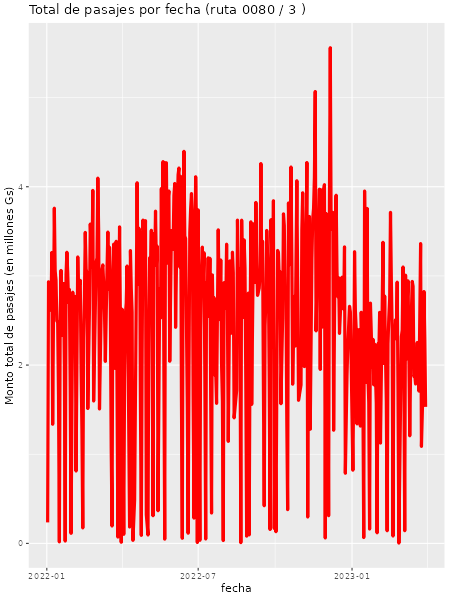 Total de pasajes por fecha (ruta 0080 / 3 )
Monto total de pasajes (en millones Gs)
4
2
0
2022-01
2022-07
2023-01
fecha